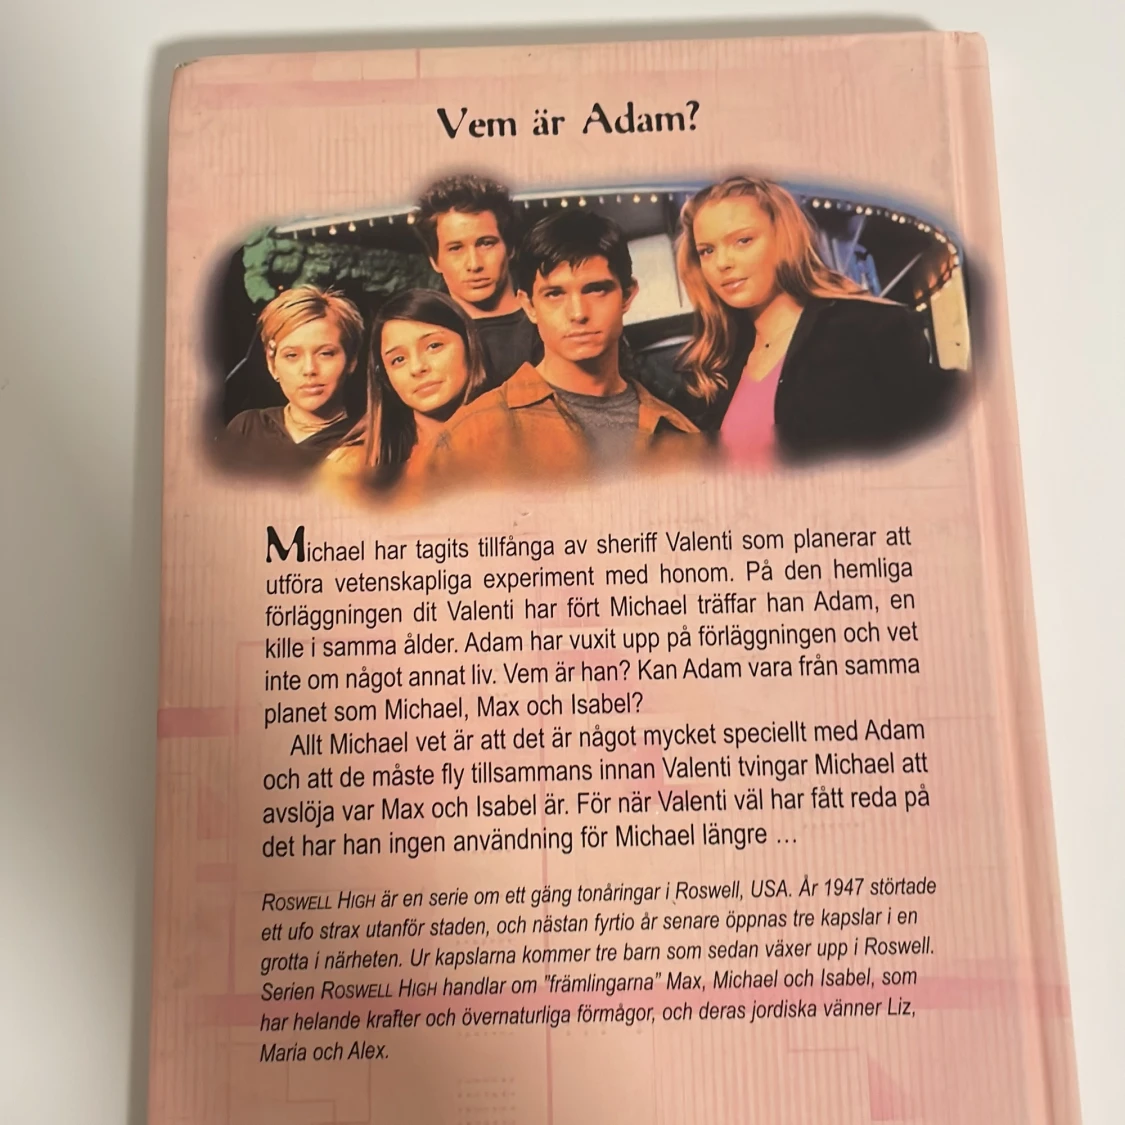 Vem är Adam?
Michael har tagits tillfånga av sheriff Valenti som planerar att
utföra vetenskapliga experiment med honom. På den hemliga
förläggningen dit Valenti har fört Michael träffar han Adam, en
kille i samma ålder. Adam har vuxit upp på förläggningen och vet
inte om något annat liv. Vem är han? Kan Adam vara från samma
planet som Michael, Max och Isabel?
Allt Michael vet är att det är något mycket speciellt med Adam
och att de måste fly tillsammans innan Valenti tvingar Michael att
avslöja var Max och Isabel är. För när Valenti väl har fått reda på
det har han ingen användning för Michael längre ...
ROSWELL HIGH är en serie om ett gäng tonåringar i Roswell, USA. År 1947 störtade
ett ufo strax utanför staden, och nästan fyrtio år senare öppnas tre kapslar i en
grotta i närheten. Ur kapslarna kommer tre barn som sedan växer upp i Roswell.
Serien ROSWELL HIGH handlar om "främlingarna" Max, Michael och Isabel, som
har helande krafter och övernaturliga förmågor, och deras jordiska vänner Liz,
Maria och Alex.